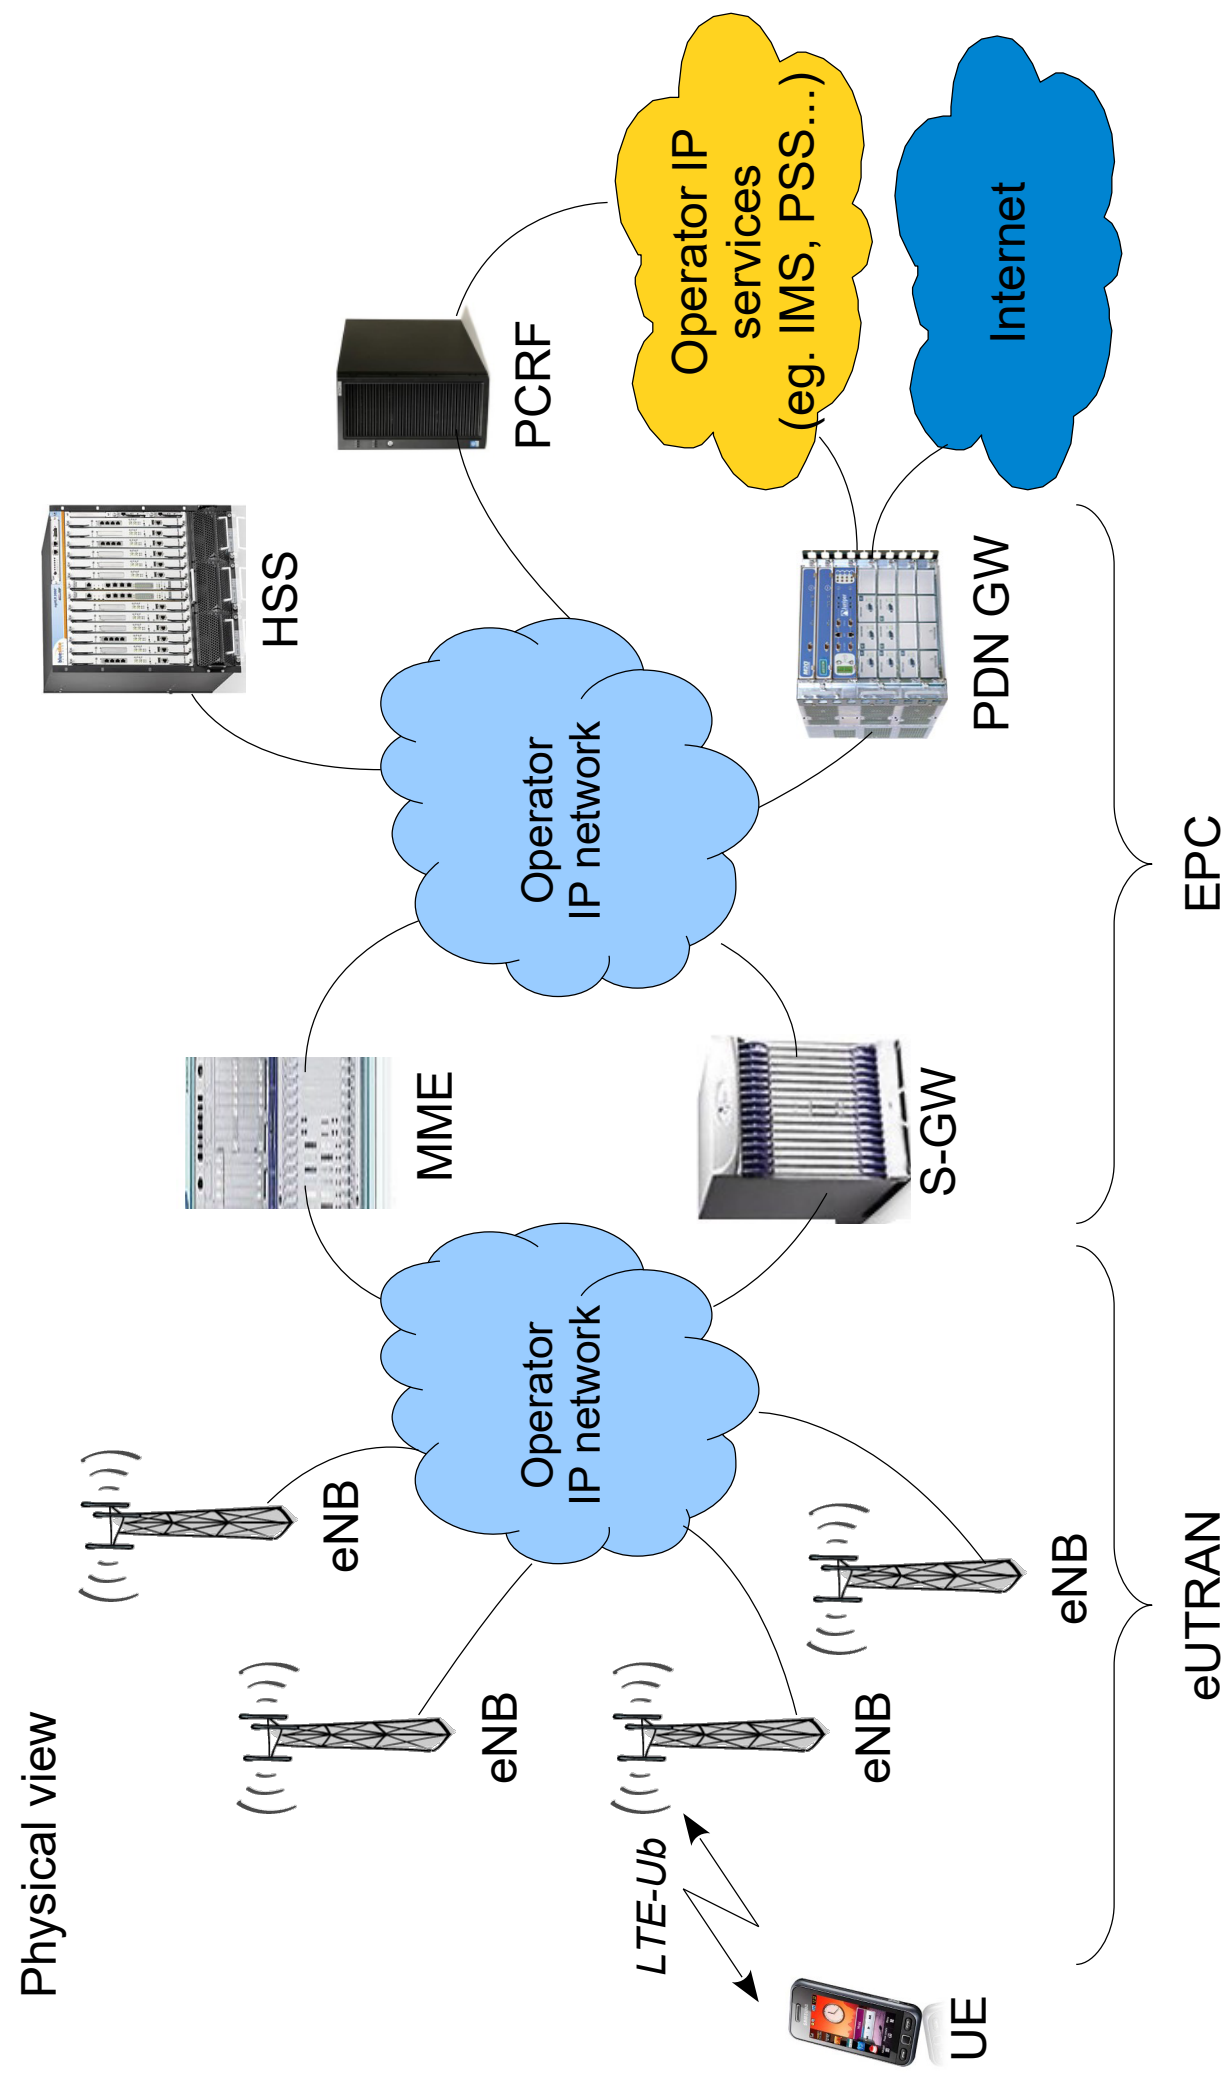 Physical view
HSS
PCRF
MME
eNB
eNB
Operator
IP network
Operator
IP network
Operator IP
services
(eg. IMS, PSS...)
LTE-Ub
eNB
S-GW
PDN GW
Internet
UE
eNB
eUTRAN
EPC